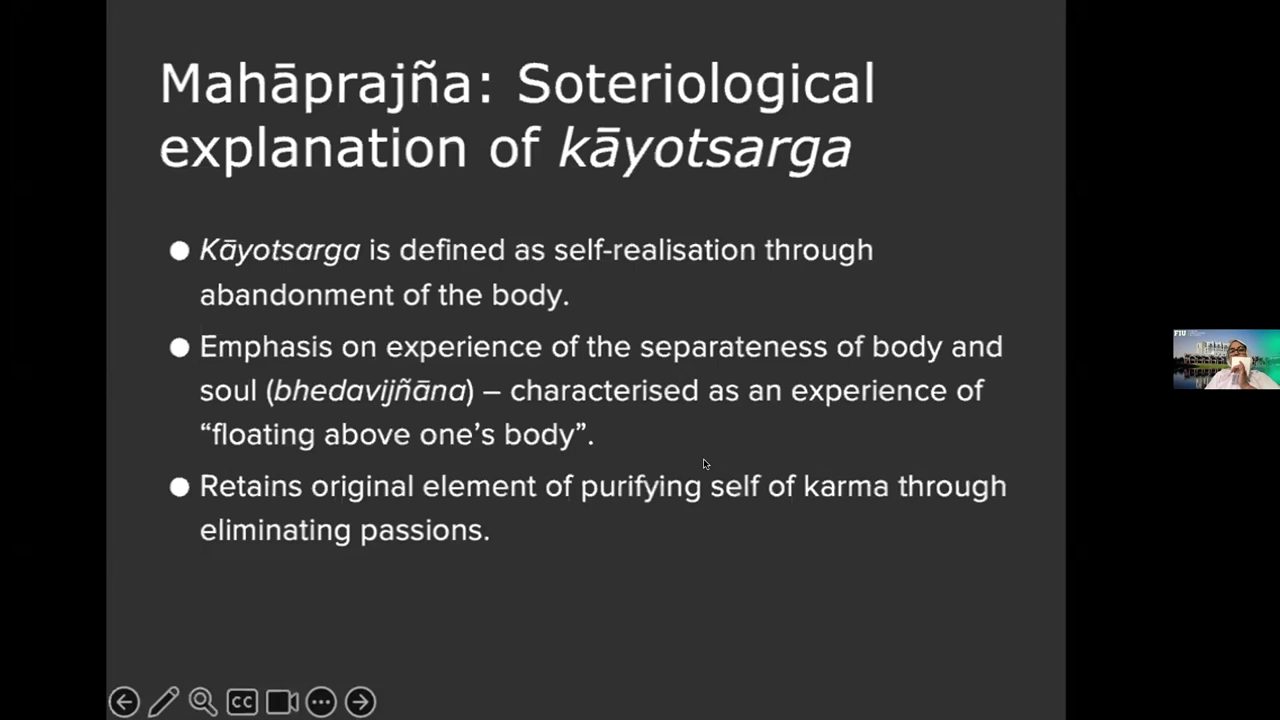 Mahāprajña: Soteriological
explanation of kāyotsarga
● Kāyotsarga is defined as self-realisation through
abandonment of the body.
● Emphasis on experience of the separateness of body and
soul (bhedavijñāna) – characterised as an experience of
“floating above one’s body”.
● Retains original element of purifying self of karma through
eliminating passions.
CC
FIU